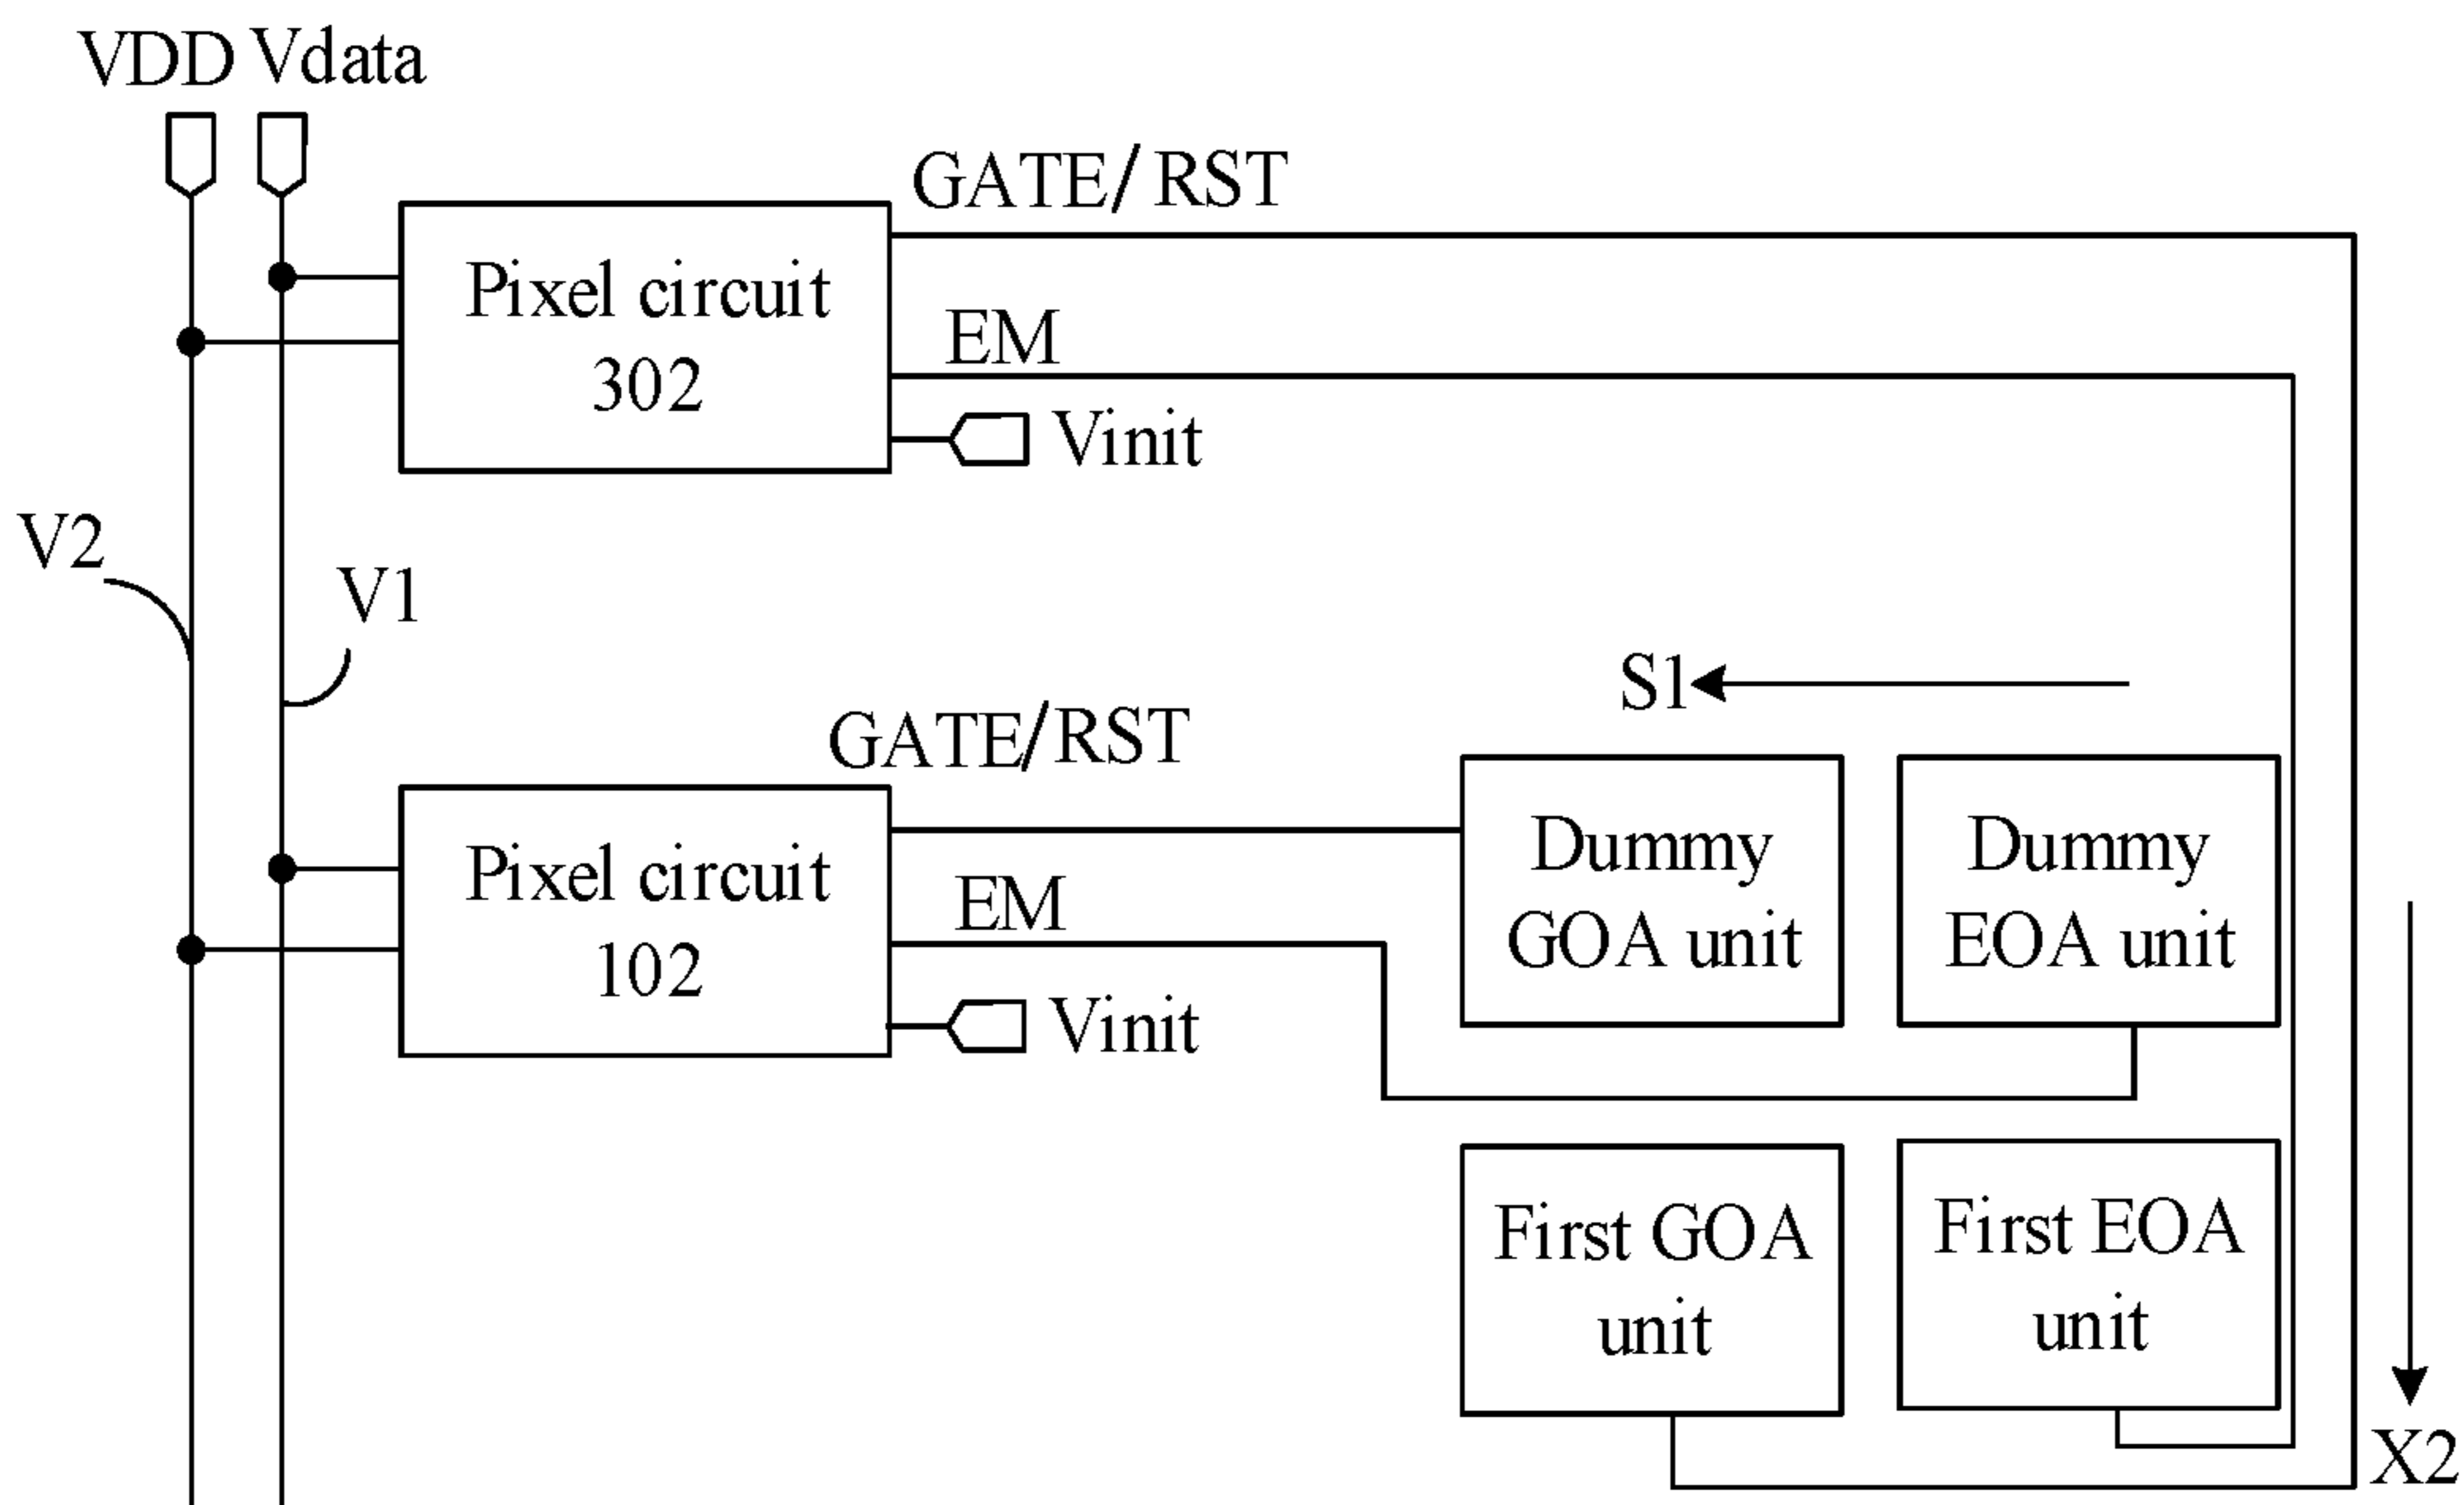 VDD Vdata
GATE/ RST
Pixel circuit
302
EM
Vinit
V2
V1
S1
GATE/RST
Pixel circuit
102
EM
Vinit
Dummy
GOA unit
Dummy
EOA unit
First GOA
unit
First EOA
unit
X2